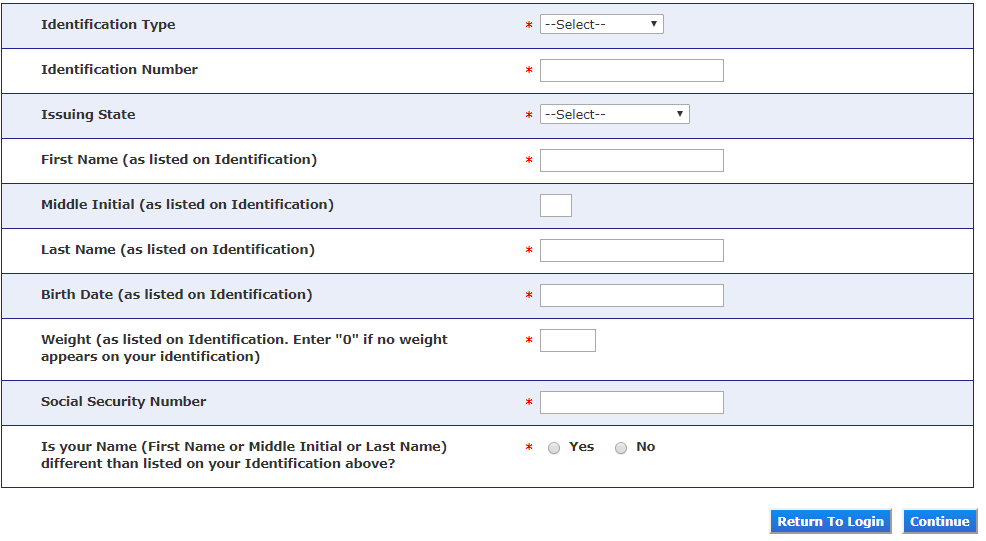 Identification Type * --Select--
Identification Number *
Issuing State * --Select--
First Name (as listed on Identification) *
Middle Initial (as listed on Identification)
Last Name (as listed on Identification) *
Birth Date (as listed on Identification) *
Weight (as listed on Identification. Enter "0" if no weight *
appears on your identification)
Social Security Number *
Is your Name (First Name or Middle Initial or Last Name) * Yes No
different than listed on your Identification above?
Return To Login Continue